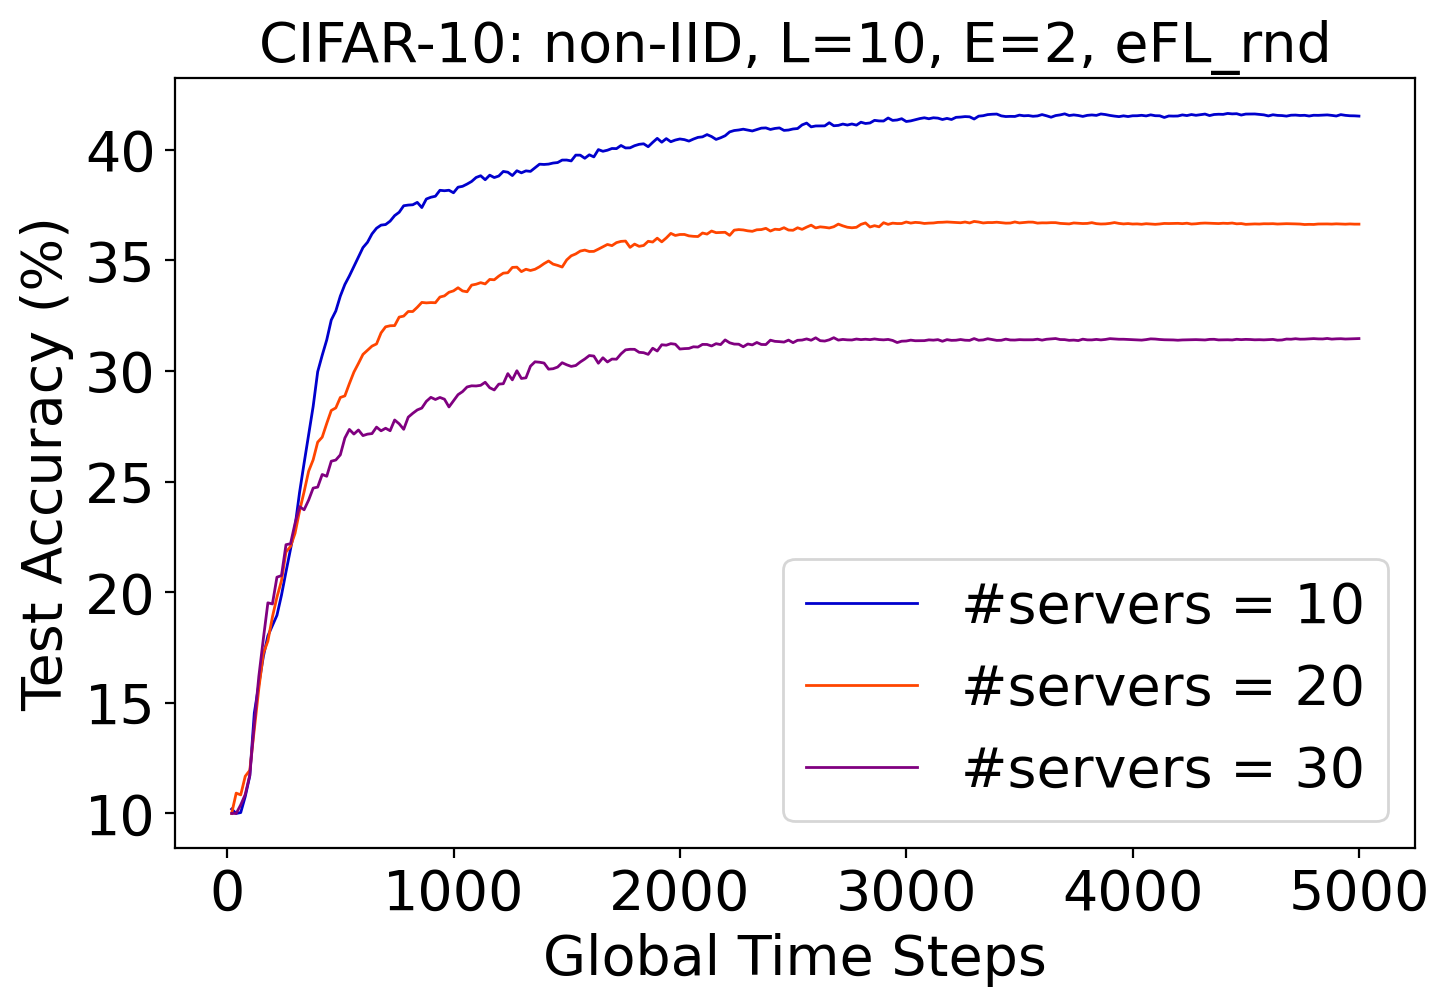 CIFAR-10: non-IID, L=10, E=2, eFL_rnd
Test Accuracy (%)
40
35
30
25
20
15
10
#servers = 10
#servers = 20
#servers = 30
0 1000 2000 3000 4000 5000
Global Time Steps